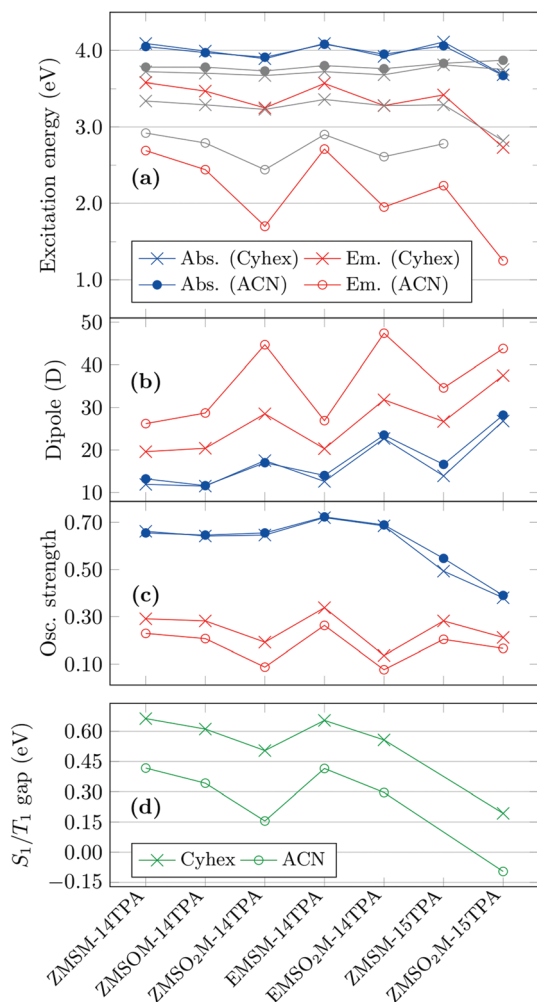 Excitation energy (eV)
4.0
3.0
2.0
1.0
(a)
Abs. (Cyhex) Em. (Cyhex)
Abs. (ACN) Em. (ACN)
Dipole (D)
50
40
30
20
10
(b)
Osc. strength
0.70
0.50
0.30
0.10
(c)
S₁/T₁ gap (eV)
0.60
0.45
0.30
0.15
0.00
−0.15
(d)
Cyhex ACN
ZMSM-14TPA
ZMSOM-14TPA
ZMSO₂M-14TPA
EMSM-14TPA
EMSO₂M-14TPA
ZMSM-15TPA
ZMSO₂M-15TPA